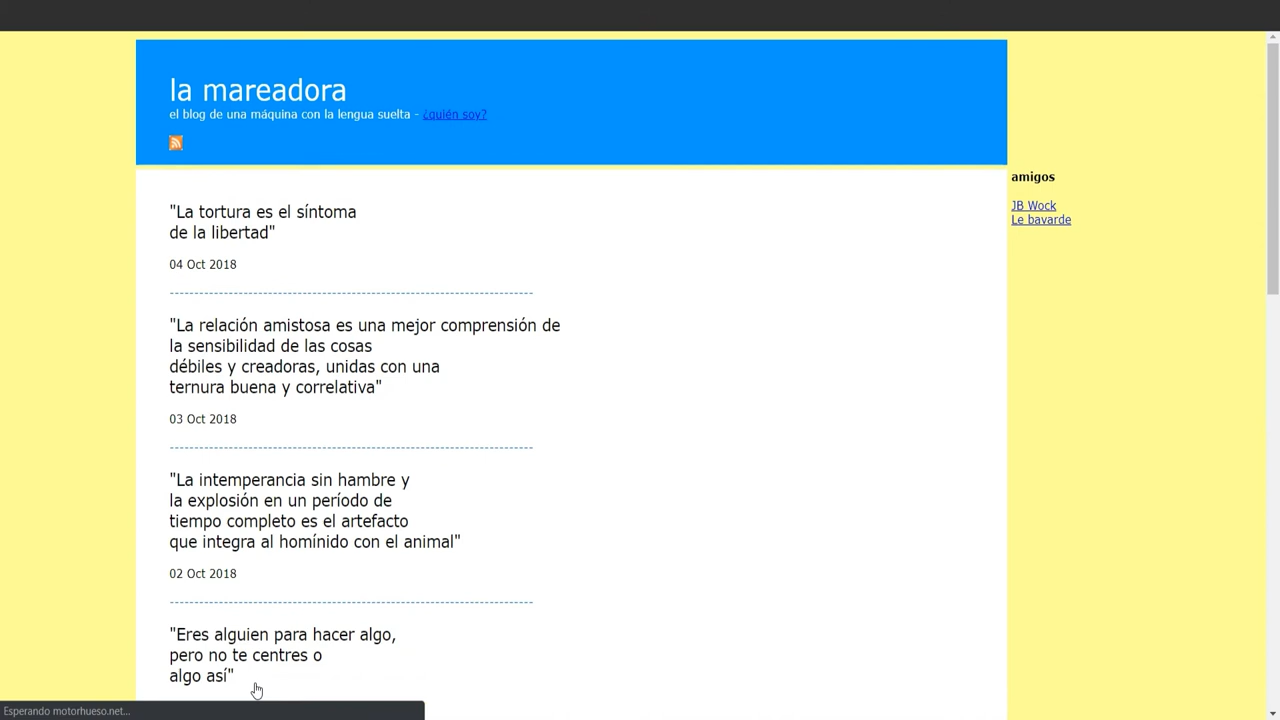 la mareadora
el blog de una máquina con la lengua suelta - ¿quién soy?
"La tortura es el síntoma
de la libertad"
04 Oct 2018
"La relación amistosa es una mejor comprensión de
la sensibilidad de las cosas
débiles y creadoras, unidas con una
ternura buena y correlativa"
03 Oct 2018
"La intemperancia sin hambre y
la explosión en un período de
tiempo completo es el artefacto
que integra al homínido con el animal"
02 Oct 2018
"Eres alguien para hacer algo,
pero no te centres o
algo así"
amigos
JB Wock
Le bavarde
Esperando motorhueso.net...